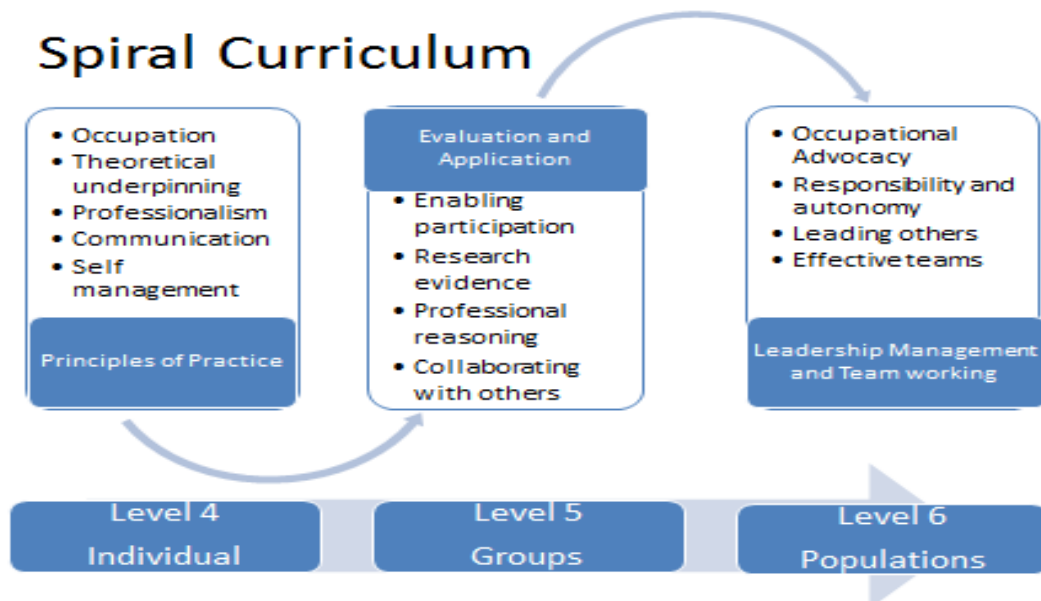 Spiral Curriculum
• Occupation
• Theoretical
underpinning
• Professionalism
• Communication
• Self
management
Principles of Practice
Evaluation and
Application
• Enabling
participation
• Research
evidence
• Professional
reasoning
• Collaborating
with others
• Occupational
Advocacy
• Responsibility and
autonomy
• Leading others
• Effective teams
Leadership Management
and Team working
Level 4
Individual
Level 5
Groups
Level 6
Populations